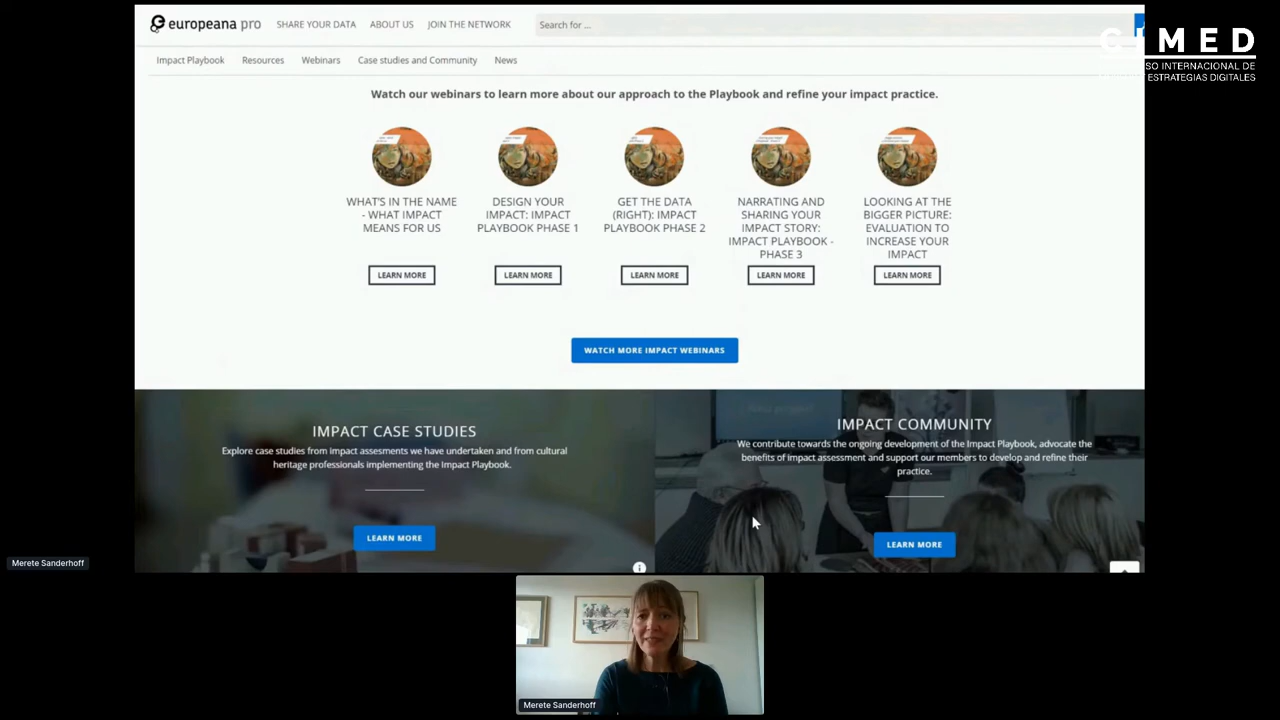 europeana pro
SHARE YOUR DATA
ABOUT US
JOIN THE NETWORK
Search for ...
MED
SO INTERNACIONAL DE
ESTRATEGIAS DIGITALES
Impact Playbook
Resources
Webinars
Case studies and Community
News
Watch our webinars to learn more about our approach to the Playbook and refine your impact practice.
WHAT'S IN THE NAME
- WHAT IMPACT
MEANS FOR US
LEARN MORE
DESIGN YOUR
IMPACT: IMPACT
PLAYBOOK PHASE 1
LEARN MORE
GET THE DATA
(RIGHT): IMPACT
PLAYBOOK PHASE 2
LEARN MORE
NARRATING AND
SHARING YOUR
IMPACT STORY:
IMPACT PLAYBOOK -
PHASE 3
LEARN MORE
LOOKING AT THE
BIGGER PICTURE:
EVALUATION TO
INCREASE YOUR
IMPACT
LEARN MORE
WATCH MORE IMPACT WEBINARS
IMPACT CASE STUDIES
Explore case studies from impact assesments we have undertaken and from cultural
heritage professionals implementing the Impact Playbook.
LEARN MORE
IMPACT COMMUNITY
We contribute towards the ongoing development of the Impact Playbook, advocate the
benefits of impact assessment and support our members to develop and refine their
practice.
LEARN MORE
Merete Sanderhoff
Merete Sanderhoff